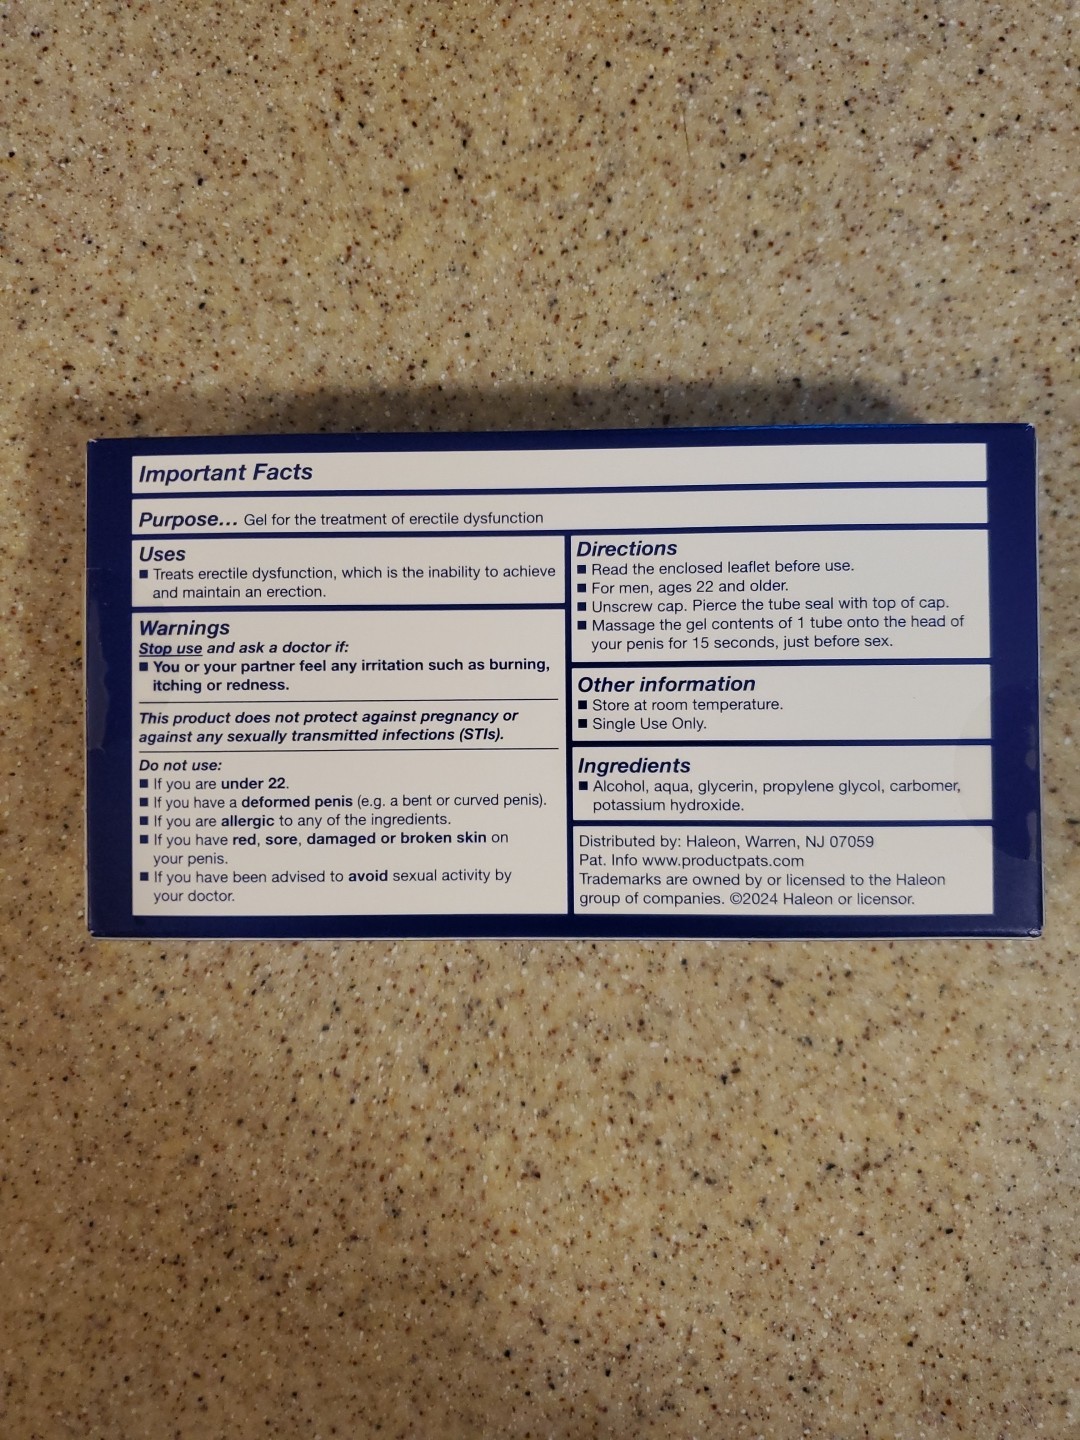 Important Facts
Purpose... Gel for the treatment of erectile dysfunction
Uses
■ Treats erectile dysfunction, which is the inability to achieve
and maintain an erection.
Warnings
Stop use and ask a doctor if:
■ You or your partner feel any irritation such as burning,
itching or redness.
This product does not protect against pregnancy or
against any sexually transmitted infections (STIs).
Do not use:
■ If you are under 22.
■ If you have a deformed penis (e.g. a bent or curved penis).
■ If you are allergic to any of the ingredients.
■ If you have red, sore, damaged or broken skin on
your penis.
■ If you have been advised to avoid sexual activity by
your doctor.
Directions
■ Read the enclosed leaflet before use.
■ For men, ages 22 and older.
■ Unscrew cap. Pierce the tube seal with top of cap.
■ Massage the gel contents of 1 tube onto the head of
your penis for 15 seconds, just before sex.
Other information
■ Store at room temperature.
■ Single Use Only.
Ingredients
■ Alcohol, aqua, glycerin, propylene glycol, carbomer,
potassium hydroxide.
Distributed by: Haleon, Warren, NJ 07059
Pat. Info www.productpats.com
Trademarks are owned by or licensed to the Haleon
group of companies. ©2024 Haleon or licensor.